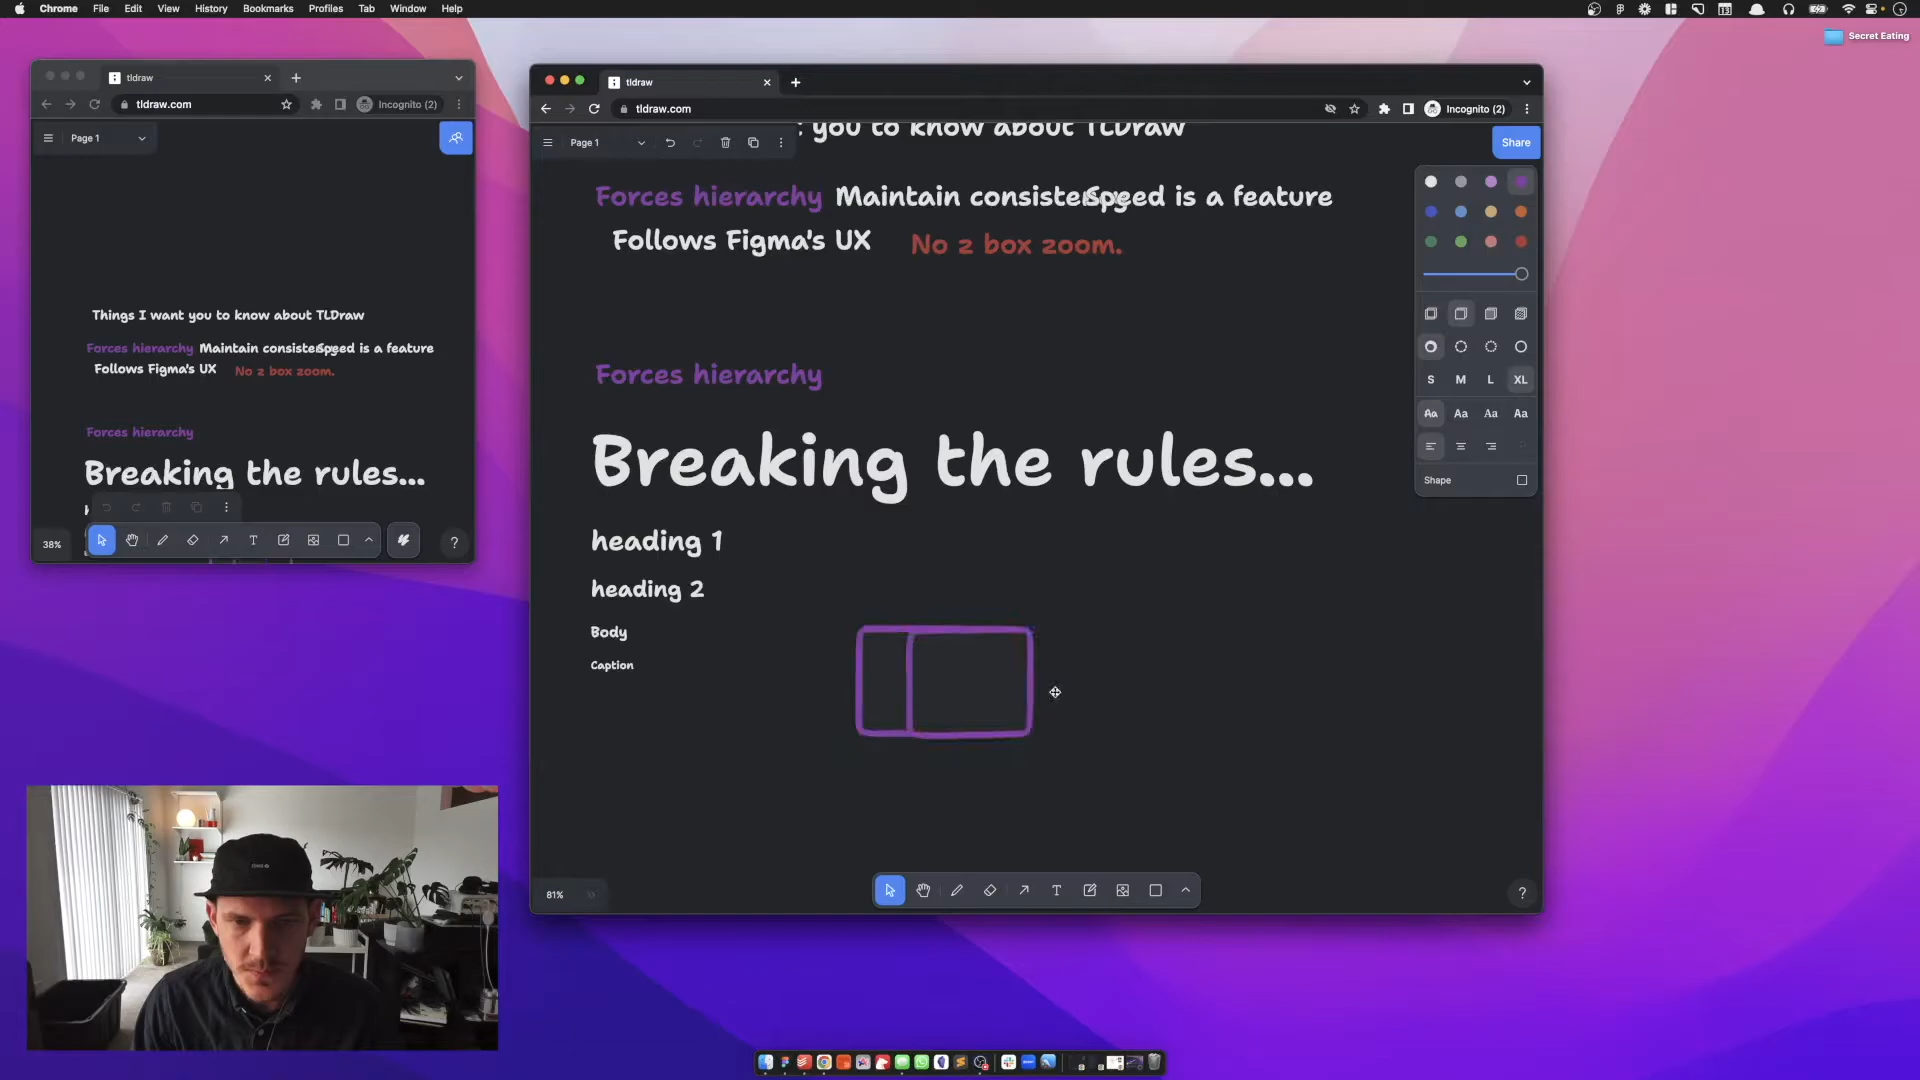 Chrome File Edit View History Bookmarks Profiles Tab Window Help
Secret Eating
tldraw
tldraw.com
Incognito (2)
Page 1
Things I want you to know about TLDraw
Forces hierarchy Maintain consistency Speed is a feature
Follows Figma's UX No 2 box zoom.
Forces hierarchy
Breaking the rules...
38%
T
?
tldraw
tldraw.com
Incognito (2)
Page 1
Share
t you to know about TLDraw
Forces hierarchy Maintain consistency Speed is a feature
Follows Figma's UX No 2 box zoom.
Forces hierarchy
Breaking the rules...
heading 1
heading 2
Body
Caption
S M L XL
Aa Aa Aa Aa
Shape
81%
T
?